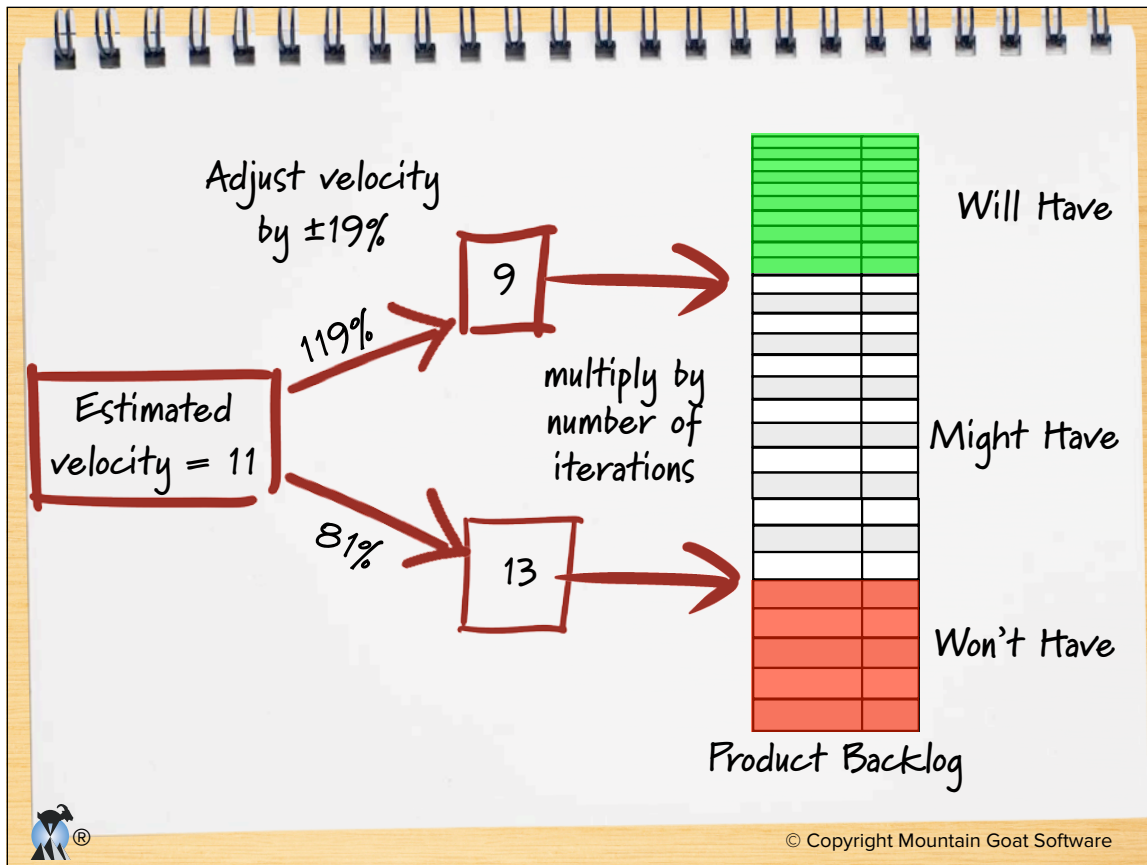 Adjust velocity
by ±19%
9
Will Have
119%
Estimated
velocity = 11
multiply by
number of
iterations
Might Have
81%
13
Won't Have
Product Backlog
®
© Copyright Mountain Goat Software